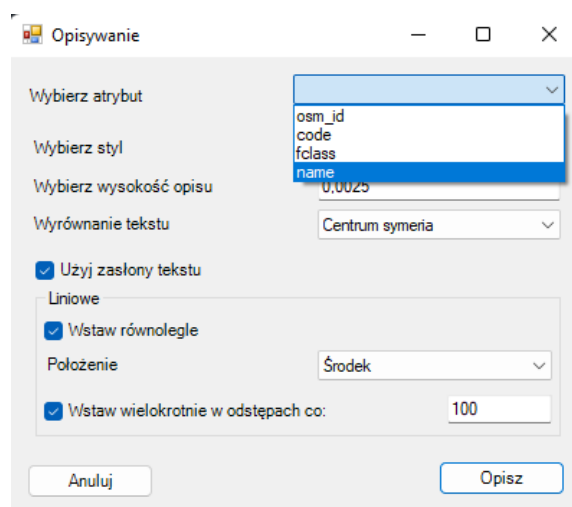 Opisywanie
Wybierz atrybut
osm_id
code
fclass
name
Wybierz styl
Wybierz wysokość opisu
0,0025
Wyrównanie tekstu
Centrum symeria
Użyj zasłony tekstu
Liniowe
Wstaw równolegle
Położenie
Środek
Wstaw wielokrotnie w odstępach co:
100
Anuluj
Opisz